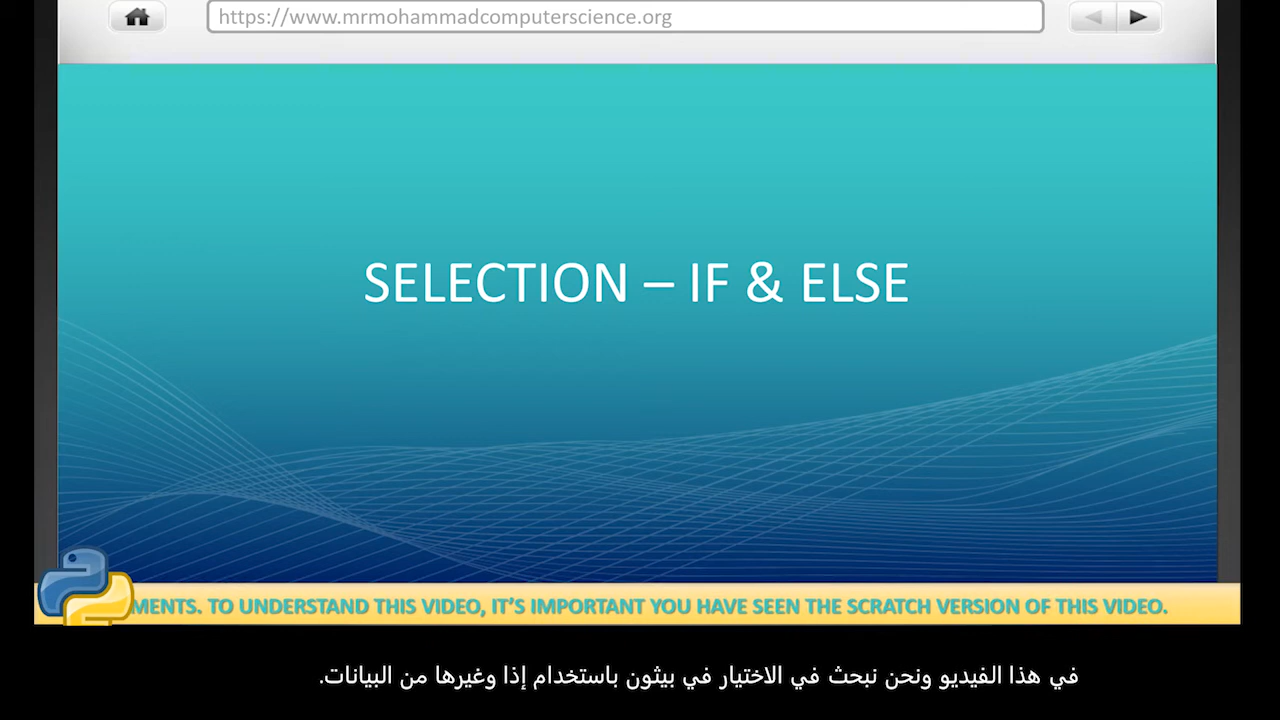 https://www.mrmohammadcomputerscience.org
SELECTION – IF & ELSE
MENTS. TO UNDERSTAND THIS VIDEO, IT'S IMPORTANT YOU HAVE SEEN THE SCRATCH VERSION OF THIS VIDEO.
في هذا الفيديو ونحن نبحث في الاختيار في بيثون باستخدام إذا وغيرها من البيانات.